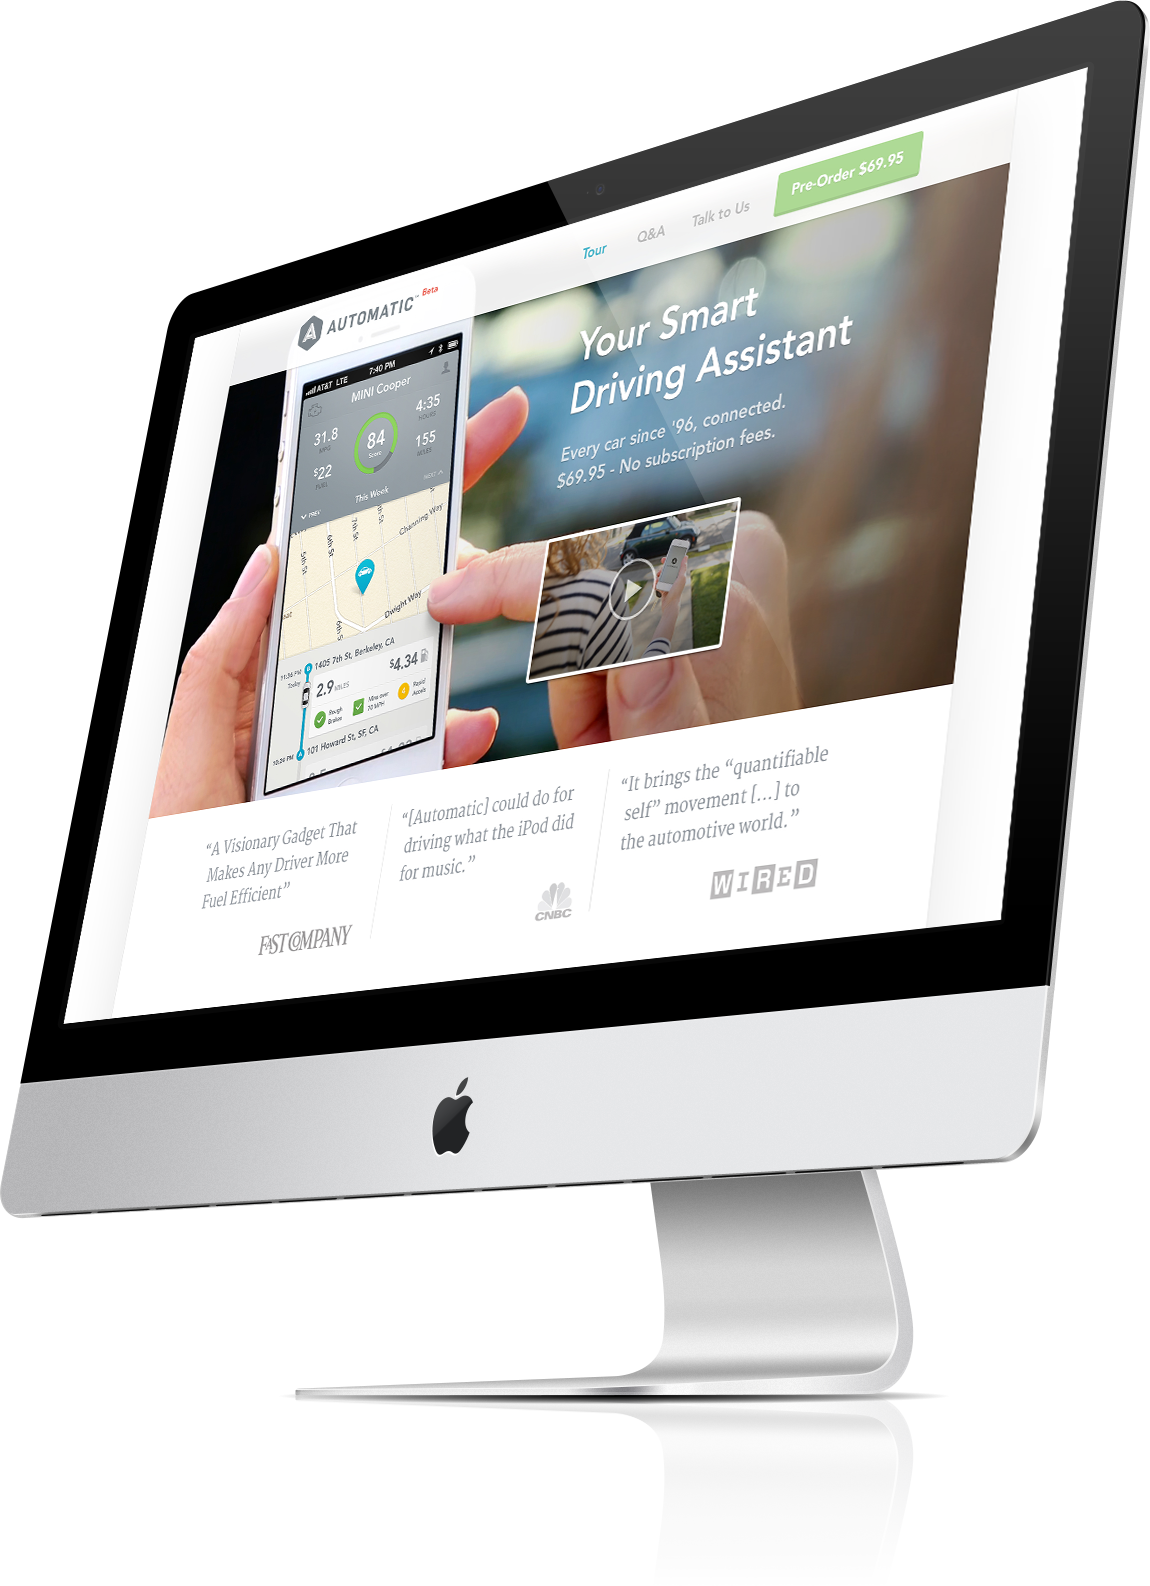 Tour
Q&A
Talk to Us
Pre-Order $69.95
AUTOMATIC™ Beta
AT&T LTE
7:40 PM
MINI Cooper
31.8
MPG
84
Score
4:35
HOURS
$22
FUEL
155
MILES
This Week
PREV
NEXT
5th St
6th St
7th St
Channing Way
Dwight Way
6th St
1405 7th St, Berkeley, CA
11:36 PM
Today
2.9 MILES
$4.34
Rough
Brakes
Mins over
70 MPH
4
Rapid
Accels
10:24 PM
101 Howard St, SF, CA
Your Smart
Driving Assistant
Every car since '96, connected.
$69.95 - No subscription fees.
“A Visionary Gadget That
Makes Any Driver More
Fuel Efficient”
FAST COMPANY
“[Automatic] could do for
driving what the iPod did
for music.”
CNBC
“It brings the “quantifiable
self” movement [...] to
the automotive world.”
WIRED